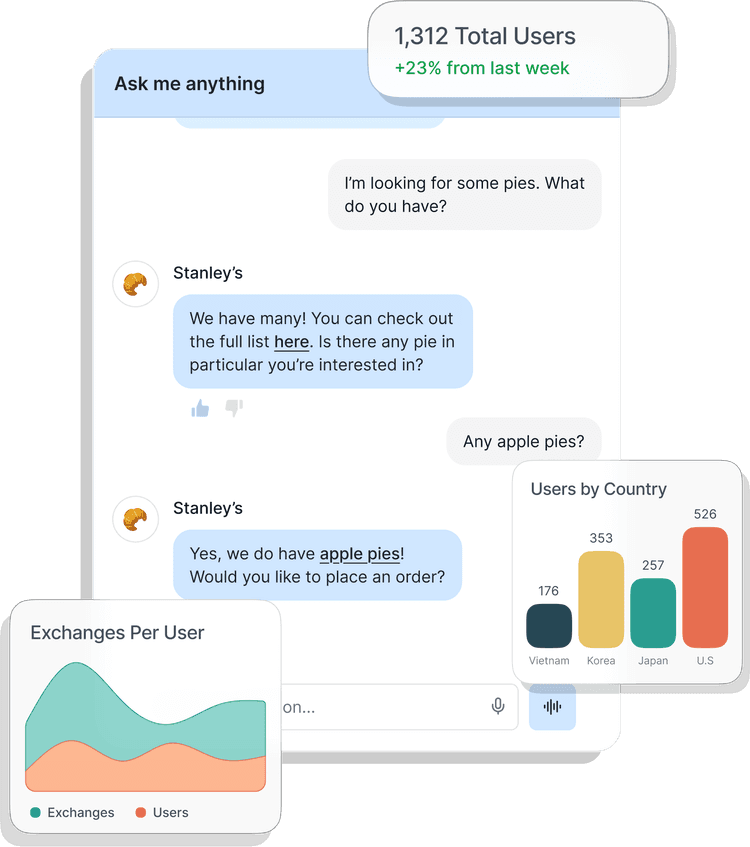 1,312 Total Users
+23% from last week
Ask me anything
I’m looking for some pies. What
do you have?
Stanley’s
We have many! You can check out
the full list here. Is there any pie in
particular you’re interested in?
Any apple pies?
Stanley’s
Yes, we do have apple pies!
Would you like to place an order?
Users by Country
526
353
257
176
Vietnam
Korea
Japan
U.S
Exchanges Per User
Exchanges
Users
on...